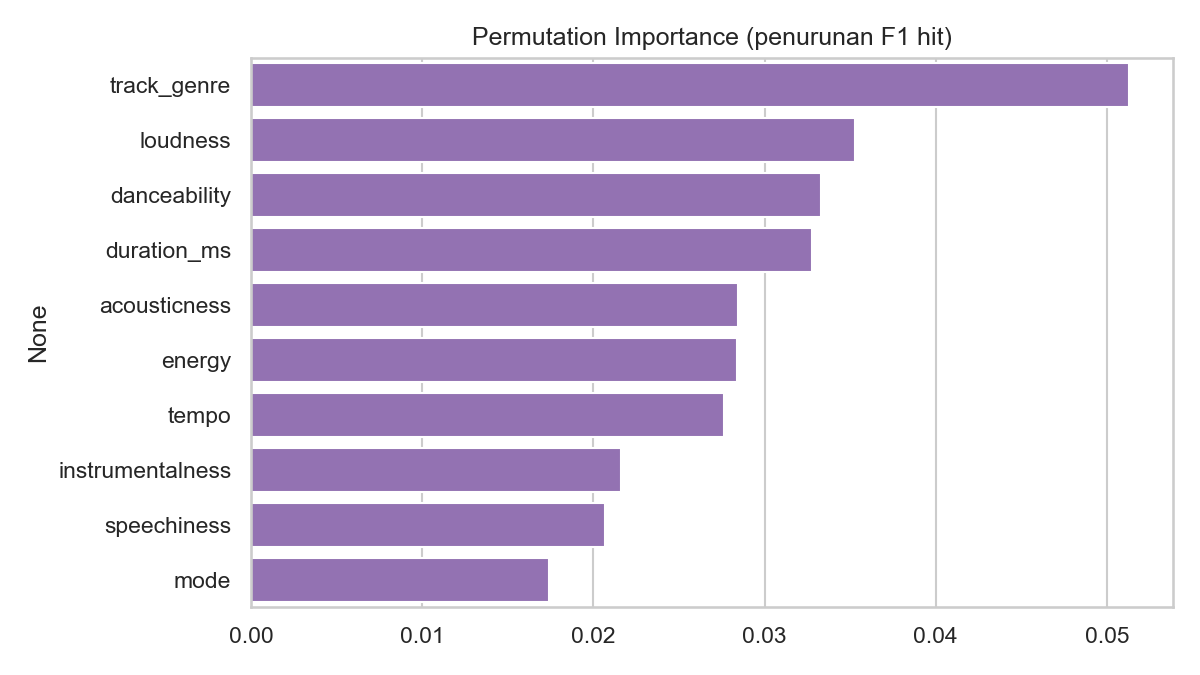 Permutation Importance (penurunan F1 hit)
track_genre
loudness
danceability
duration_ms
acousticness
energy
tempo
instrumentalness
speechiness
mode
None
0.00 0.01 0.02 0.03 0.04 0.05